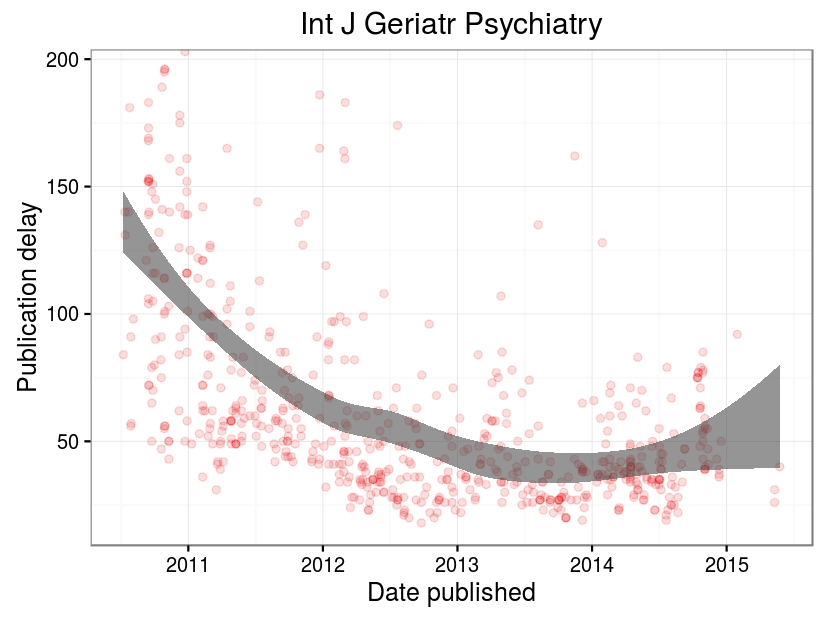 Int J Geriatr Psychiatry
200
150
100
50
Publication delay
2011 2012 2013 2014 2015
Date published